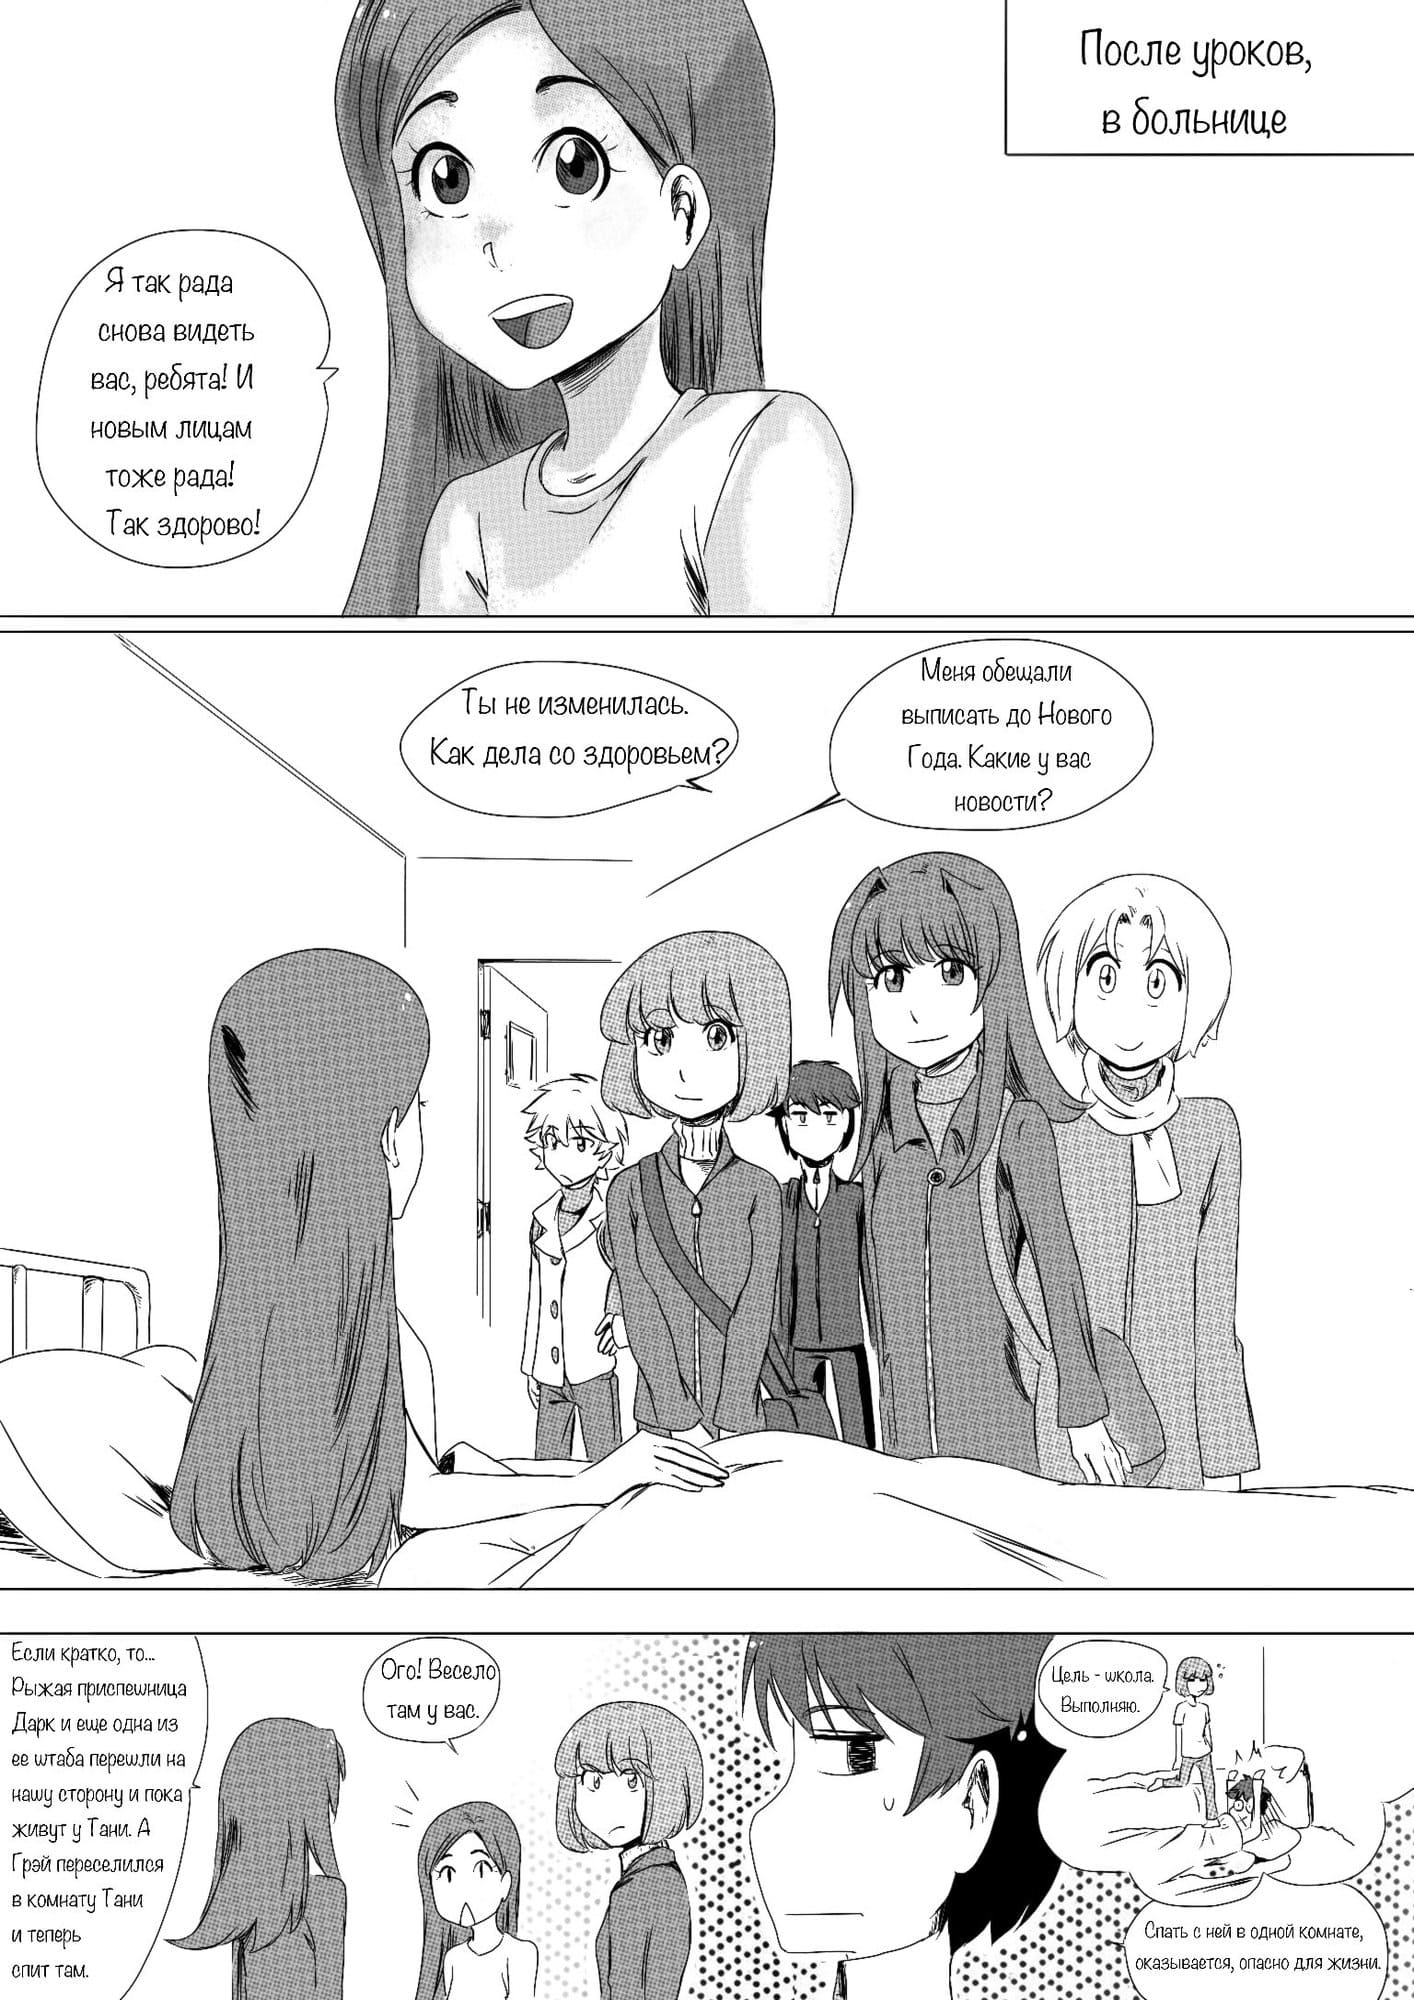 После уроков,
в больнице
Я так рада
снова видеть
вас, ребята! И
новым лицам
тоже рада!
Так здорово!
Ты не изменилась.
Как дела со здоровьем?
Меня обещали
выписать до Нового
Года. Какие у вас
новости?
Если кратко, то...
Рыжая приспешница
Дарк и еще одна из
ее штаба перешли на
нашу сторону и пока
живут у Тани. А
Грэй переселился
в комнату Тани
и теперь
спит там.
Ого! Весело
там у вас.
Цель - школа.
Выполняю.
Спать с ней в одной комнате,
оказывается, опасно для жизни.